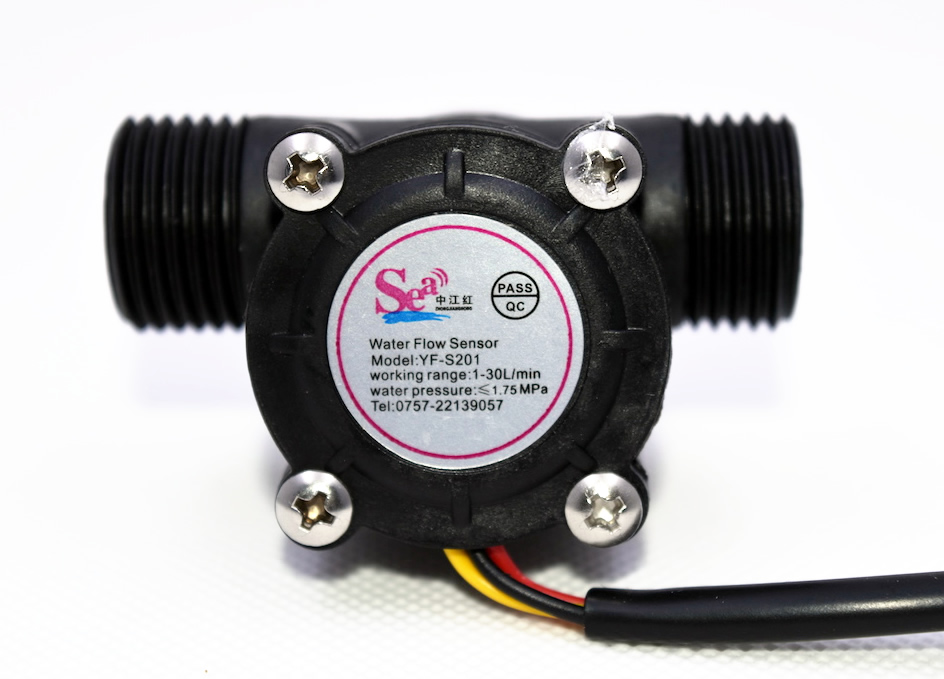 Sea
中江红
ZHONGJIANGHONG
PASS
QC
Water Flow Sensor
Model:YF-S201
working range:1-30L/min
water pressure:≤1.75MPa
Tel:0757-22139057